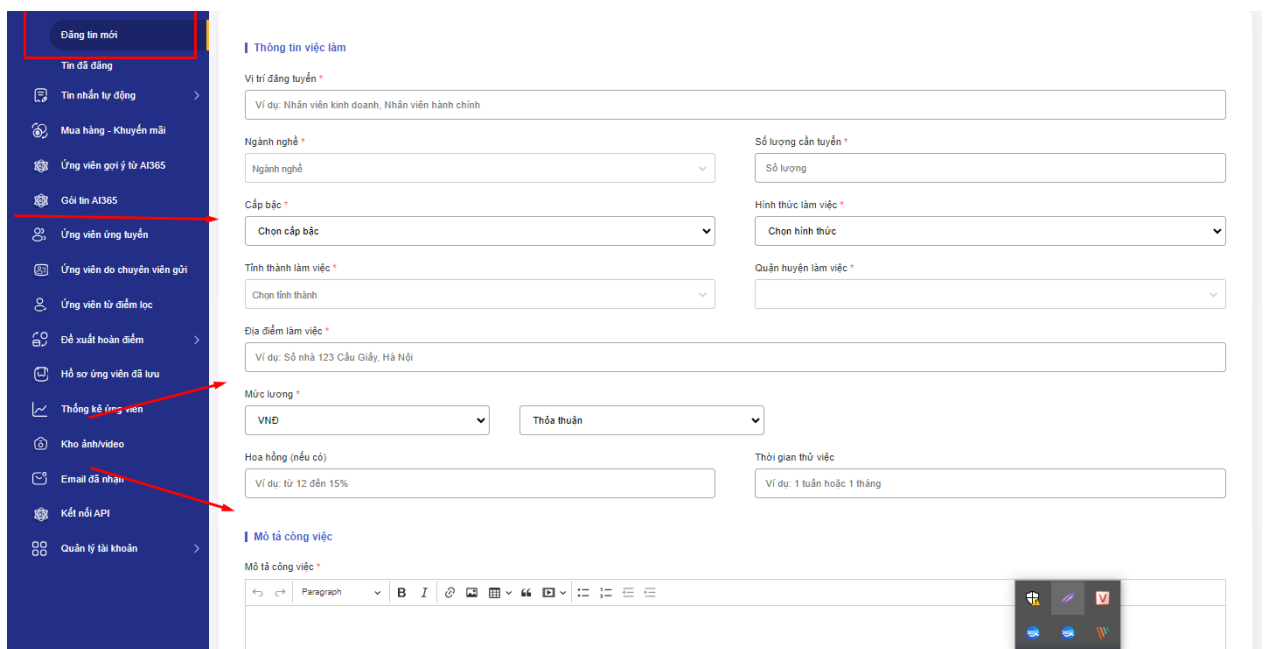 Đăng tin mới
Tin đã đăng
Tin nhắn tự động
Mua hàng - Khuyến mãi
Ứng viên gợi ý từ AI365
Gói tin AI365
Ứng viên ứng tuyển
Ứng viên do chuyên viên gửi
Ứng viên từ điểm lọc
Đề xuất hoàn điểm
Hồ sơ ứng viên đã lưu
Thống kê ứng viên
Kho ảnh/video
Email đã nhận
Kết nối API
Quản lý tài khoản
Thông tin việc làm
Vị trí đăng tuyển *
Ví dụ: Nhân viên kinh doanh, Nhân viên hành chính
Ngành nghề * Số lượng cần tuyển *
Ngành nghề Số lượng
Cấp bậc * Hình thức làm việc *
Chọn cấp bậc Chọn hình thức
Tỉnh thành làm việc * Quận huyện làm việc *
Chọn tỉnh thành
Địa điểm làm việc *
Ví dụ: Số nhà 123 Cầu Giấy, Hà Nội
Mức lương *
VNĐ Thỏa thuận
Hoa hồng (nếu có) Thời gian thử việc
Ví dụ: từ 12 đến 15% Ví dụ: 1 tuần hoặc 1 tháng
Mô tả công việc
Mô tả công việc *
Paragraph B I